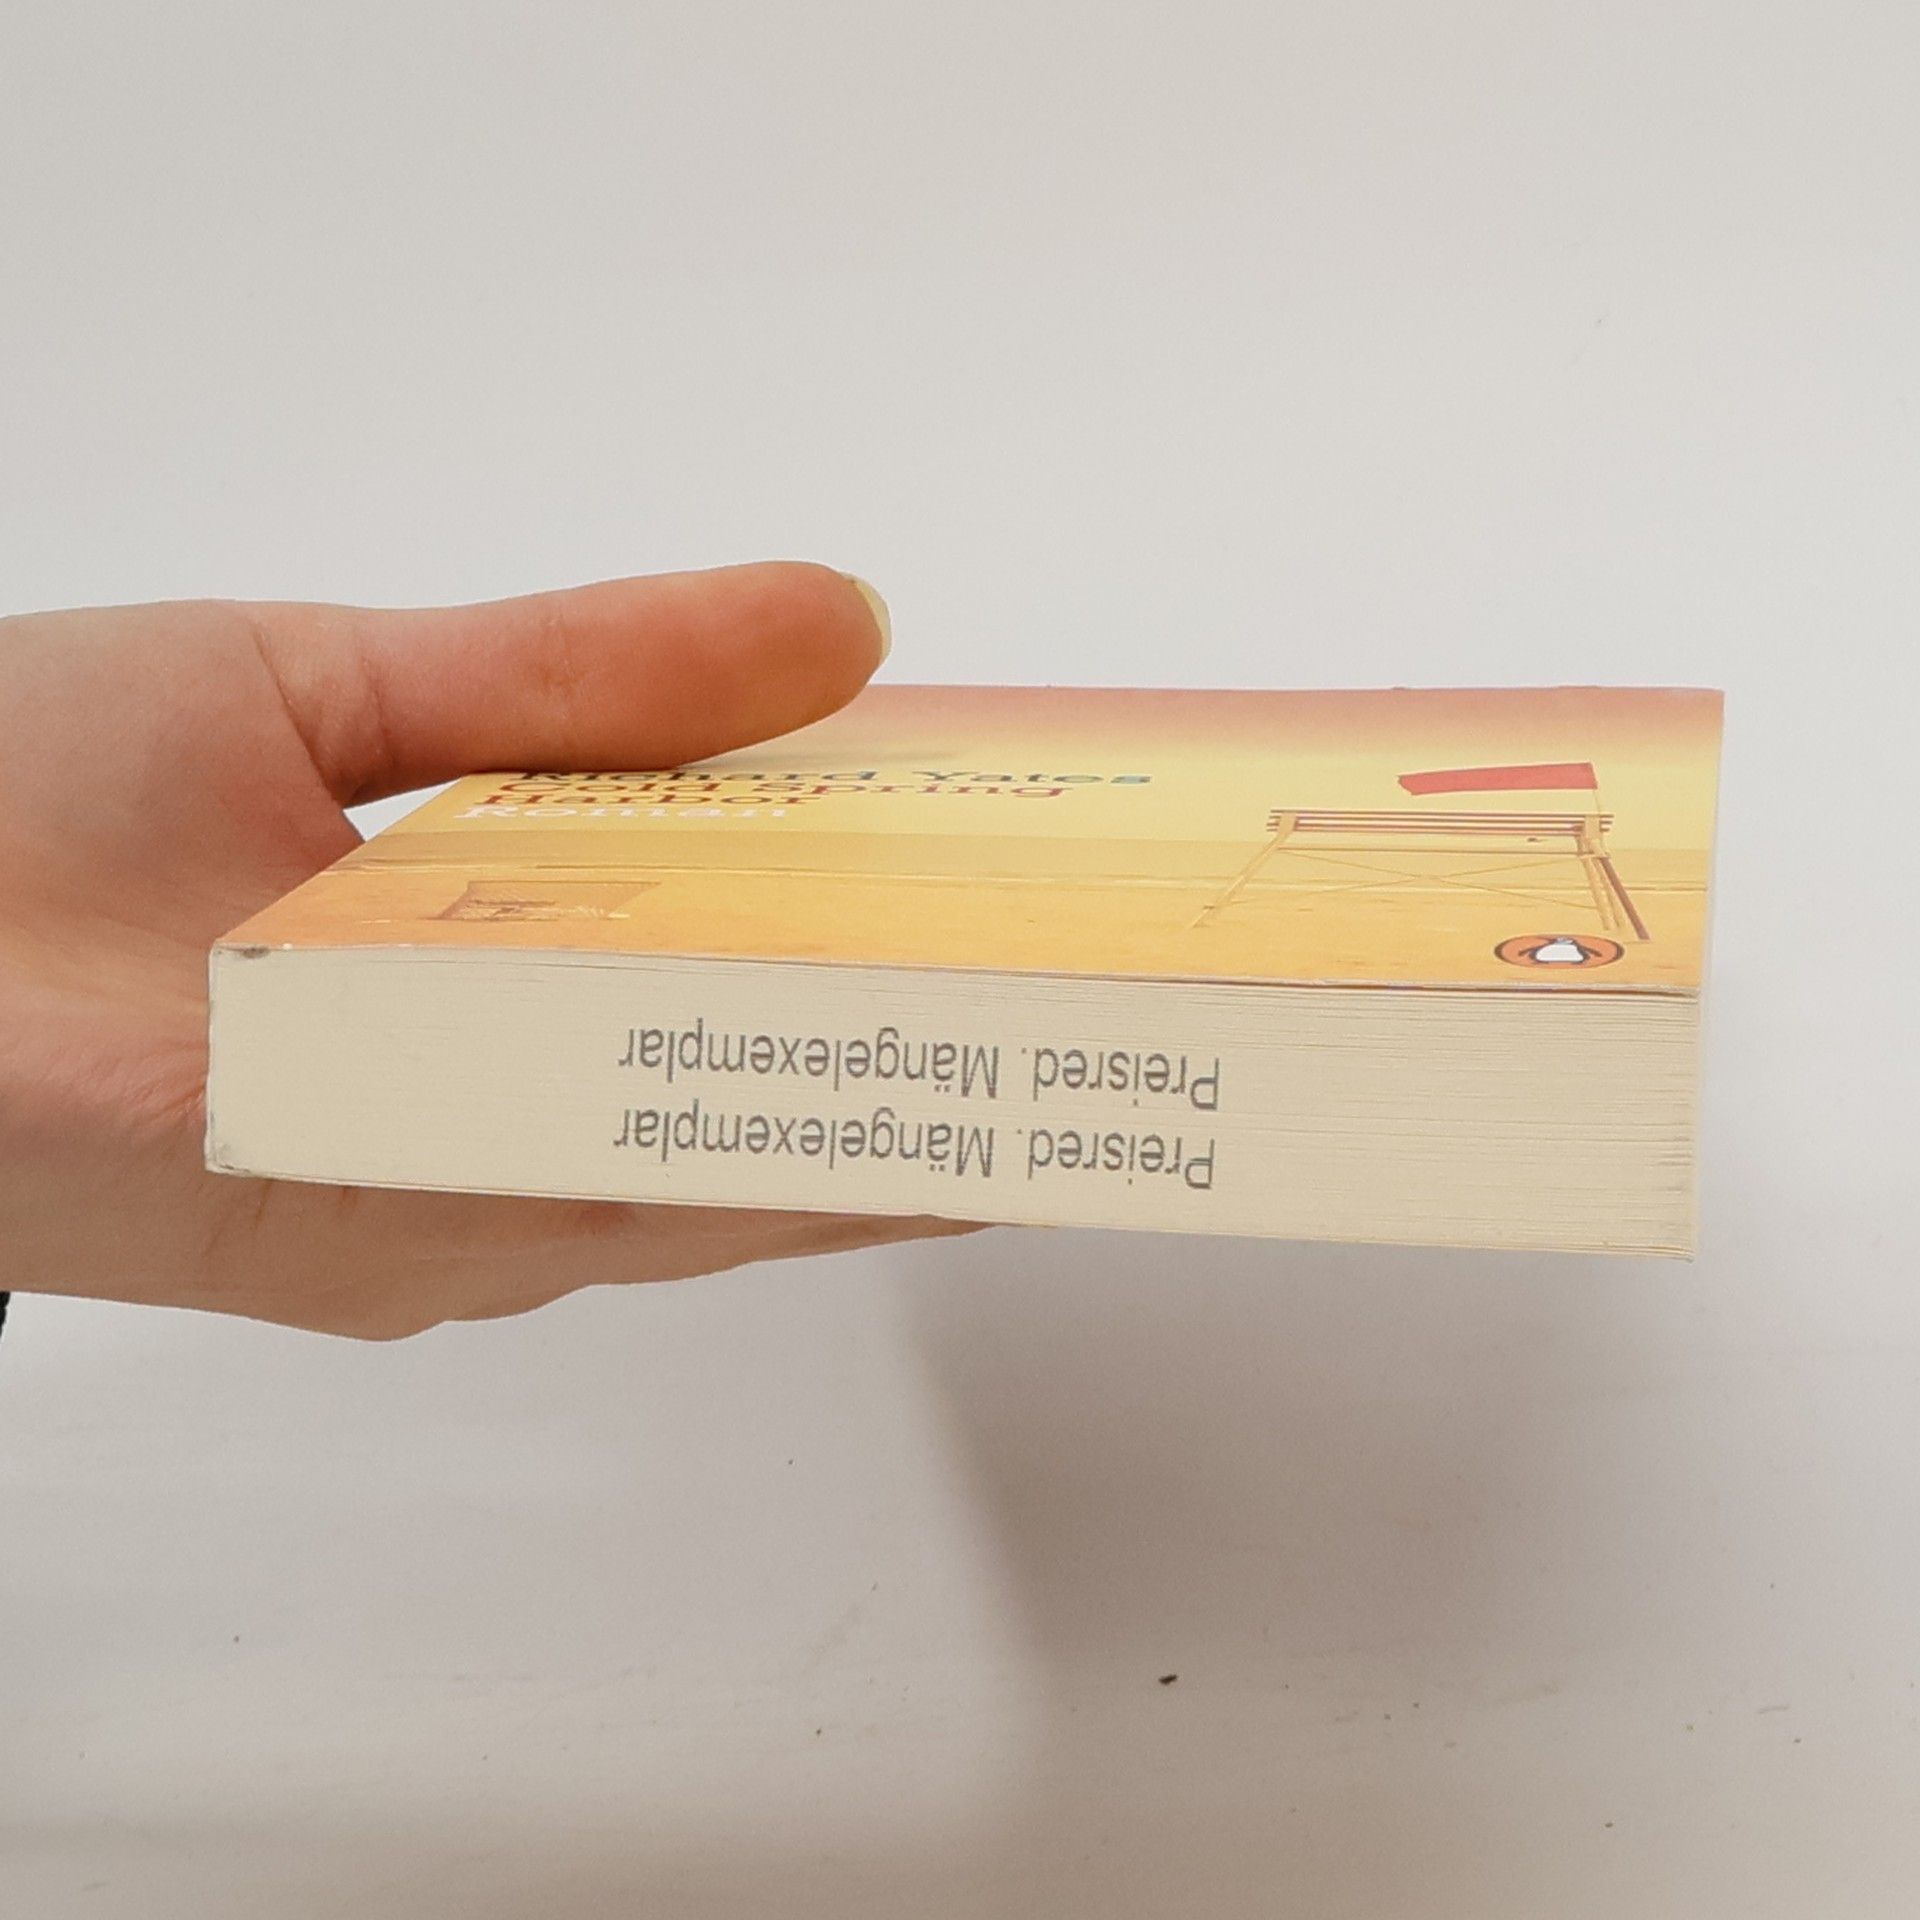 Richard Yates
Cold Spring
Harbor
Roman
Preisred. Mängelexemplar
Preisred. Mängelexemplar